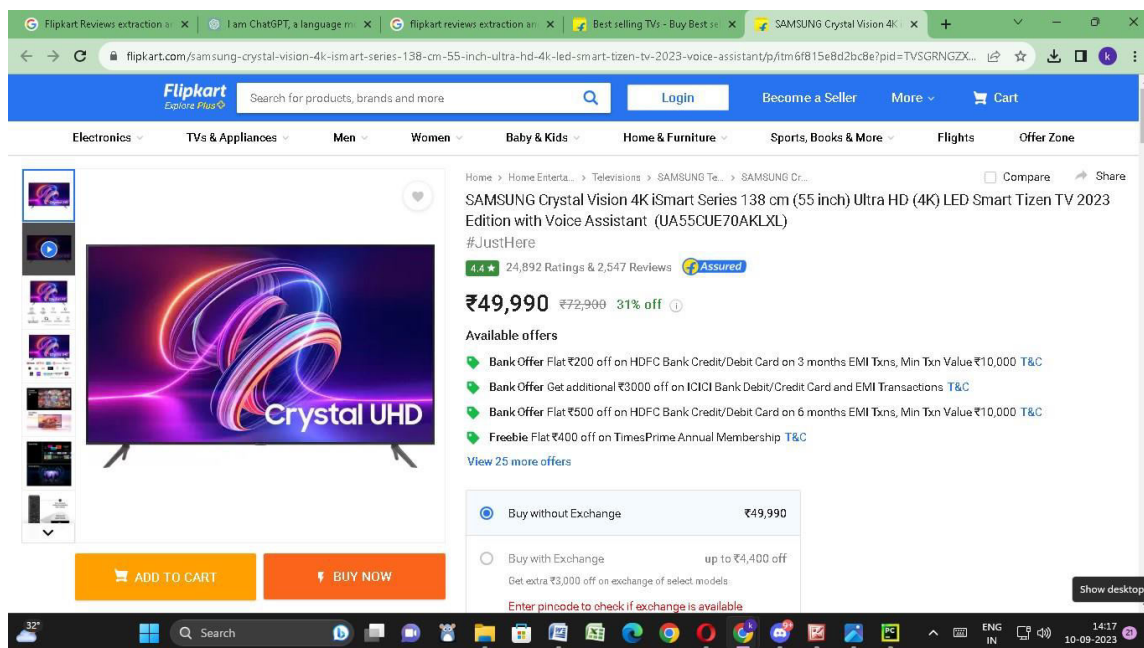 Flipkart Reviews extraction an
I am ChatGPT, a language m
flipkart reviews extraction an
Best selling TVs - Buy Best se
SAMSUNG Crystal Vision 4K i
flipkart.com/samsung-crystal-vision-4k-ismart-series-138-cm-55-inch-ultra-hd-4k-led-smart-tizen-tv-2023-voice-assistant/p/itm6f815e8d2bc8e?pid=TVSGRNGZX...
Flipkart
Explore Plus
Search for products, brands and more
Login
Become a Seller
More
Cart
Electronics
TVs & Appliances
Men
Women
Baby & Kids
Home & Furniture
Sports, Books & More
Flights
Offer Zone
Home > Home Enterta... > Televisions > SAMSUNG Te... > SAMSUNG Cr...
Compare
Share
SAMSUNG Crystal Vision 4K iSmart Series 138 cm (55 inch) Ultra HD (4K) LED Smart Tizen TV 2023
Edition with Voice Assistant (UA55CUE70AKLXL)
#JustHere
4.4 ★ 24,892 Ratings & 2,547 Reviews Assured
₹49,990 ₹72,900 31% off
Available offers
Bank Offer Flat ₹200 off on HDFC Bank Credit/Debit Card on 3 months EMI Txns, Min Txn Value ₹10,000 T&C
Bank Offer Get additional ₹3000 off on ICICI Bank Debit/Credit Card and EMI Transactions T&C
Bank Offer Flat ₹500 off on HDFC Bank Credit/Debit Card on 6 months EMI Txns, Min Txn Value ₹10,000 T&C
Freebie Flat ₹400 off on TimesPrime Annual Membership T&C
View 25 more offers
Crystal UHD
Buy without Exchange ₹49,990
Buy with Exchange up to ₹4,400 off
Get extra ₹3,000 off on exchange of select models
Enter pincode to check if exchange is available
ADD TO CART
BUY NOW
Show desktop
32°
Search
ENG
IN
14:17
10-09-2023
21